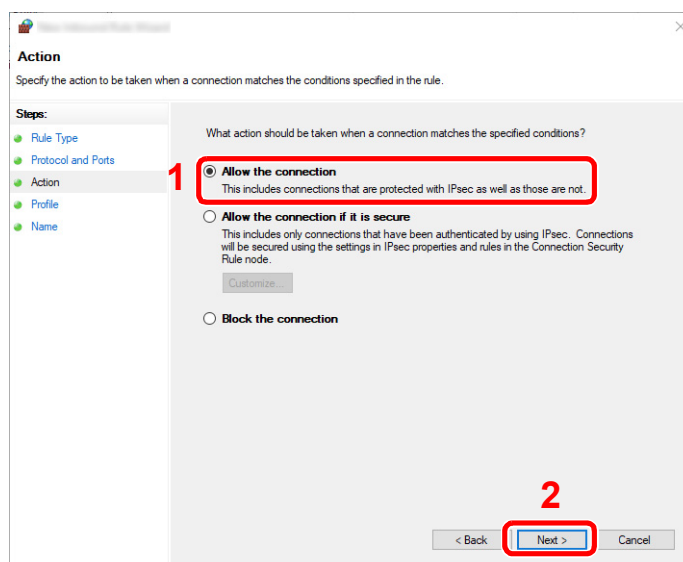 Action
Specify the action to be taken when a connection matches the conditions specified in the rule.
Steps:
Rule Type
Protocol and Ports
Action
Profile
Name
What action should be taken when a connection matches the specified conditions?
1
Allow the connection
This includes connections that are protected with IPsec as well as those are not.
Allow the connection if it is secure
This includes only connections that have been authenticated by using IPsec. Connections
will be secured using the settings in IPsec properties and rules in the Connection Security
Rule node.
Customize...
Block the connection
2
< Back
Next >
Cancel